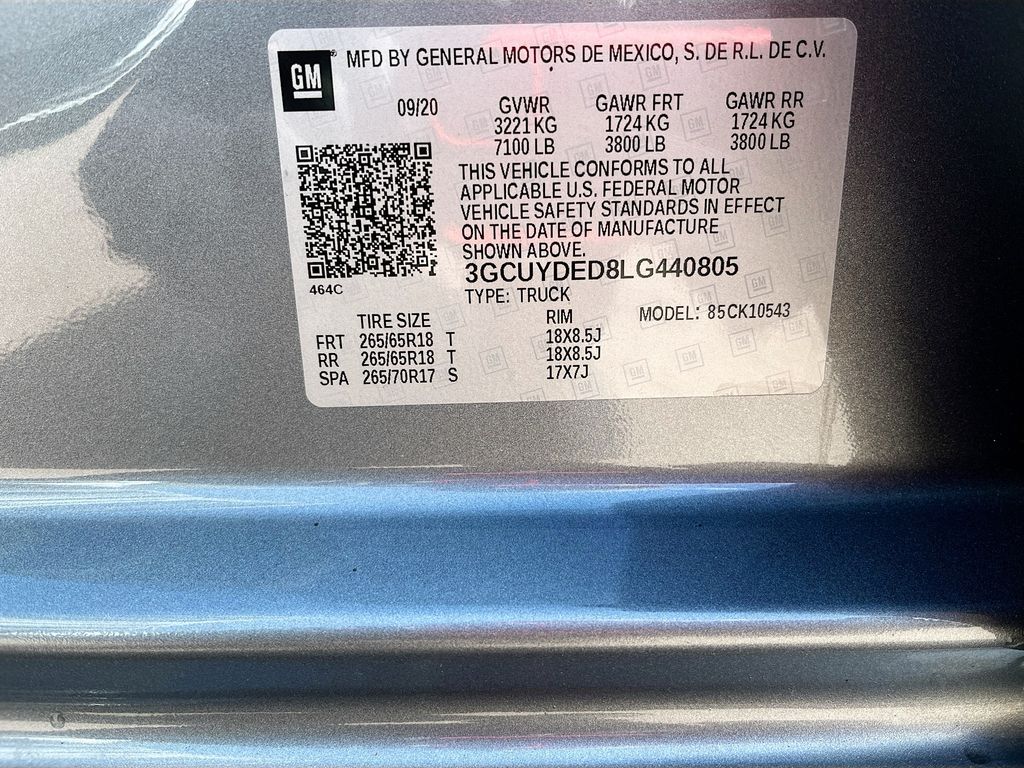 GM
MFD BY GENERAL MOTORS DE MEXICO, S. DE R.L. DE C.V.
09/20
GVWR GAWR FRT GAWR RR
3221 KG 1724 KG 1724 KG
7100 LB 3800 LB 3800 LB
THIS VEHICLE CONFORMS TO ALL
APPLICABLE U.S. FEDERAL MOTOR
VEHICLE SAFETY STANDARDS IN EFFECT
ON THE DATE OF MANUFACTURE
SHOWN ABOVE.
3GCUYDED8LG440805
464C
TYPE: TRUCK
MODEL: 85CK10543
TIRE SIZE RIM
FRT 265/65R18 T 18X8.5J
RR 265/65R18 T 18X8.5J
SPA 265/70R17 S 17X7J